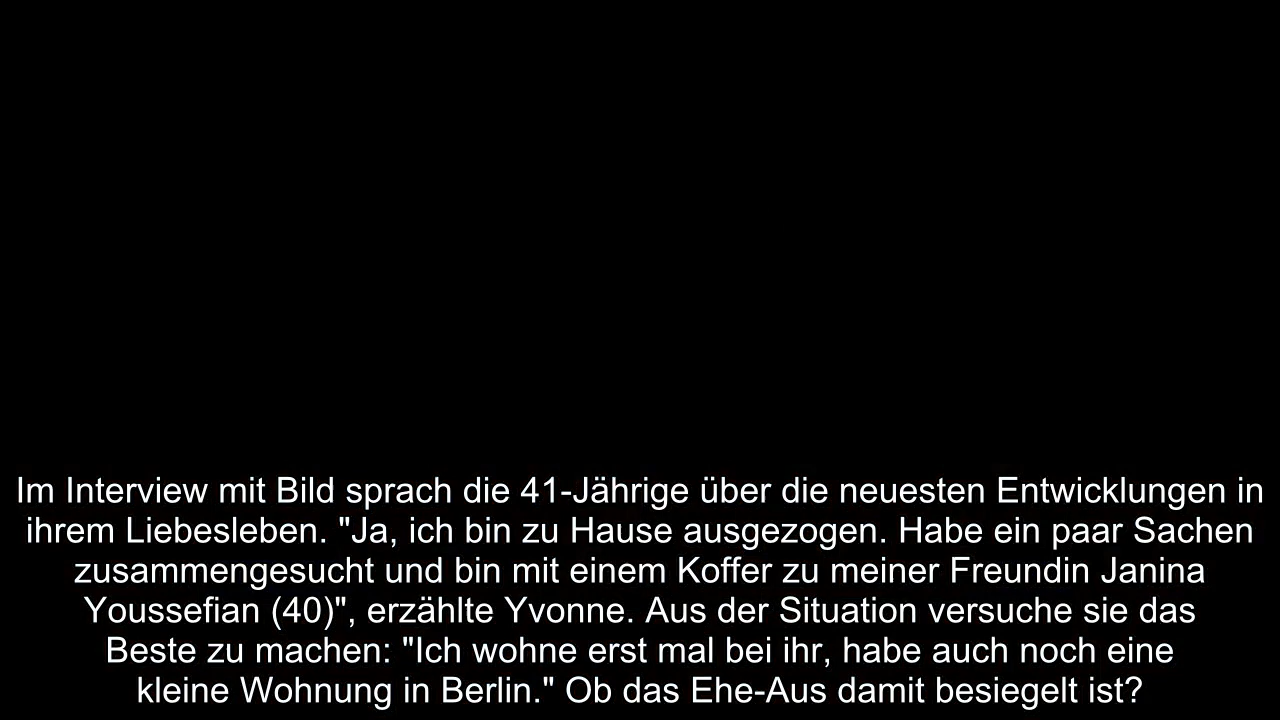 Im Interview mit Bild sprach die 41-Jährige über die neuesten Entwicklungen in
ihrem Liebesleben. "Ja, ich bin zu Hause ausgezogen. Habe ein paar Sachen
zusammengesucht und bin mit einem Koffer zu meiner Freundin Janina
Youssefian (40)", erzählte Yvonne. Aus der Situation versuche sie das
Beste zu machen: "Ich wohne erst mal bei ihr, habe auch noch eine
kleine Wohnung in Berlin." Ob das Ehe-Aus damit besiegelt ist?